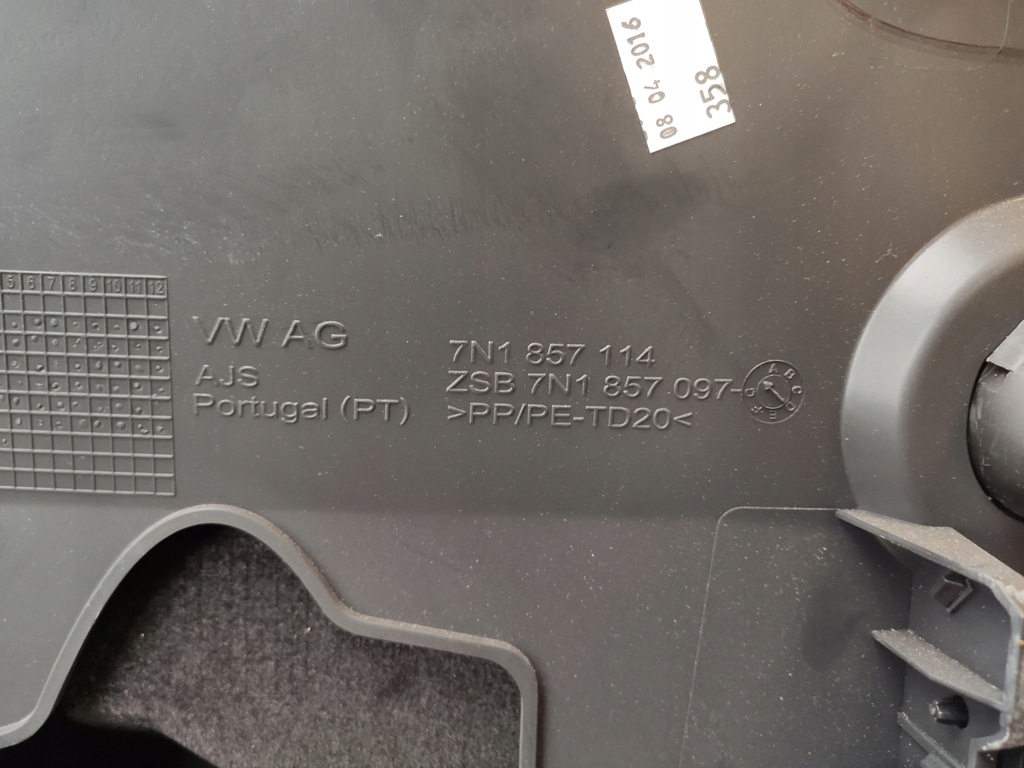 08 04 2016
358
5 6 7 8 9 10 11 12
VW AG
AJS
Portugal (PT)
7N1 857 114
ZSB 7N1 857 097-
>PP/PE-TD20<